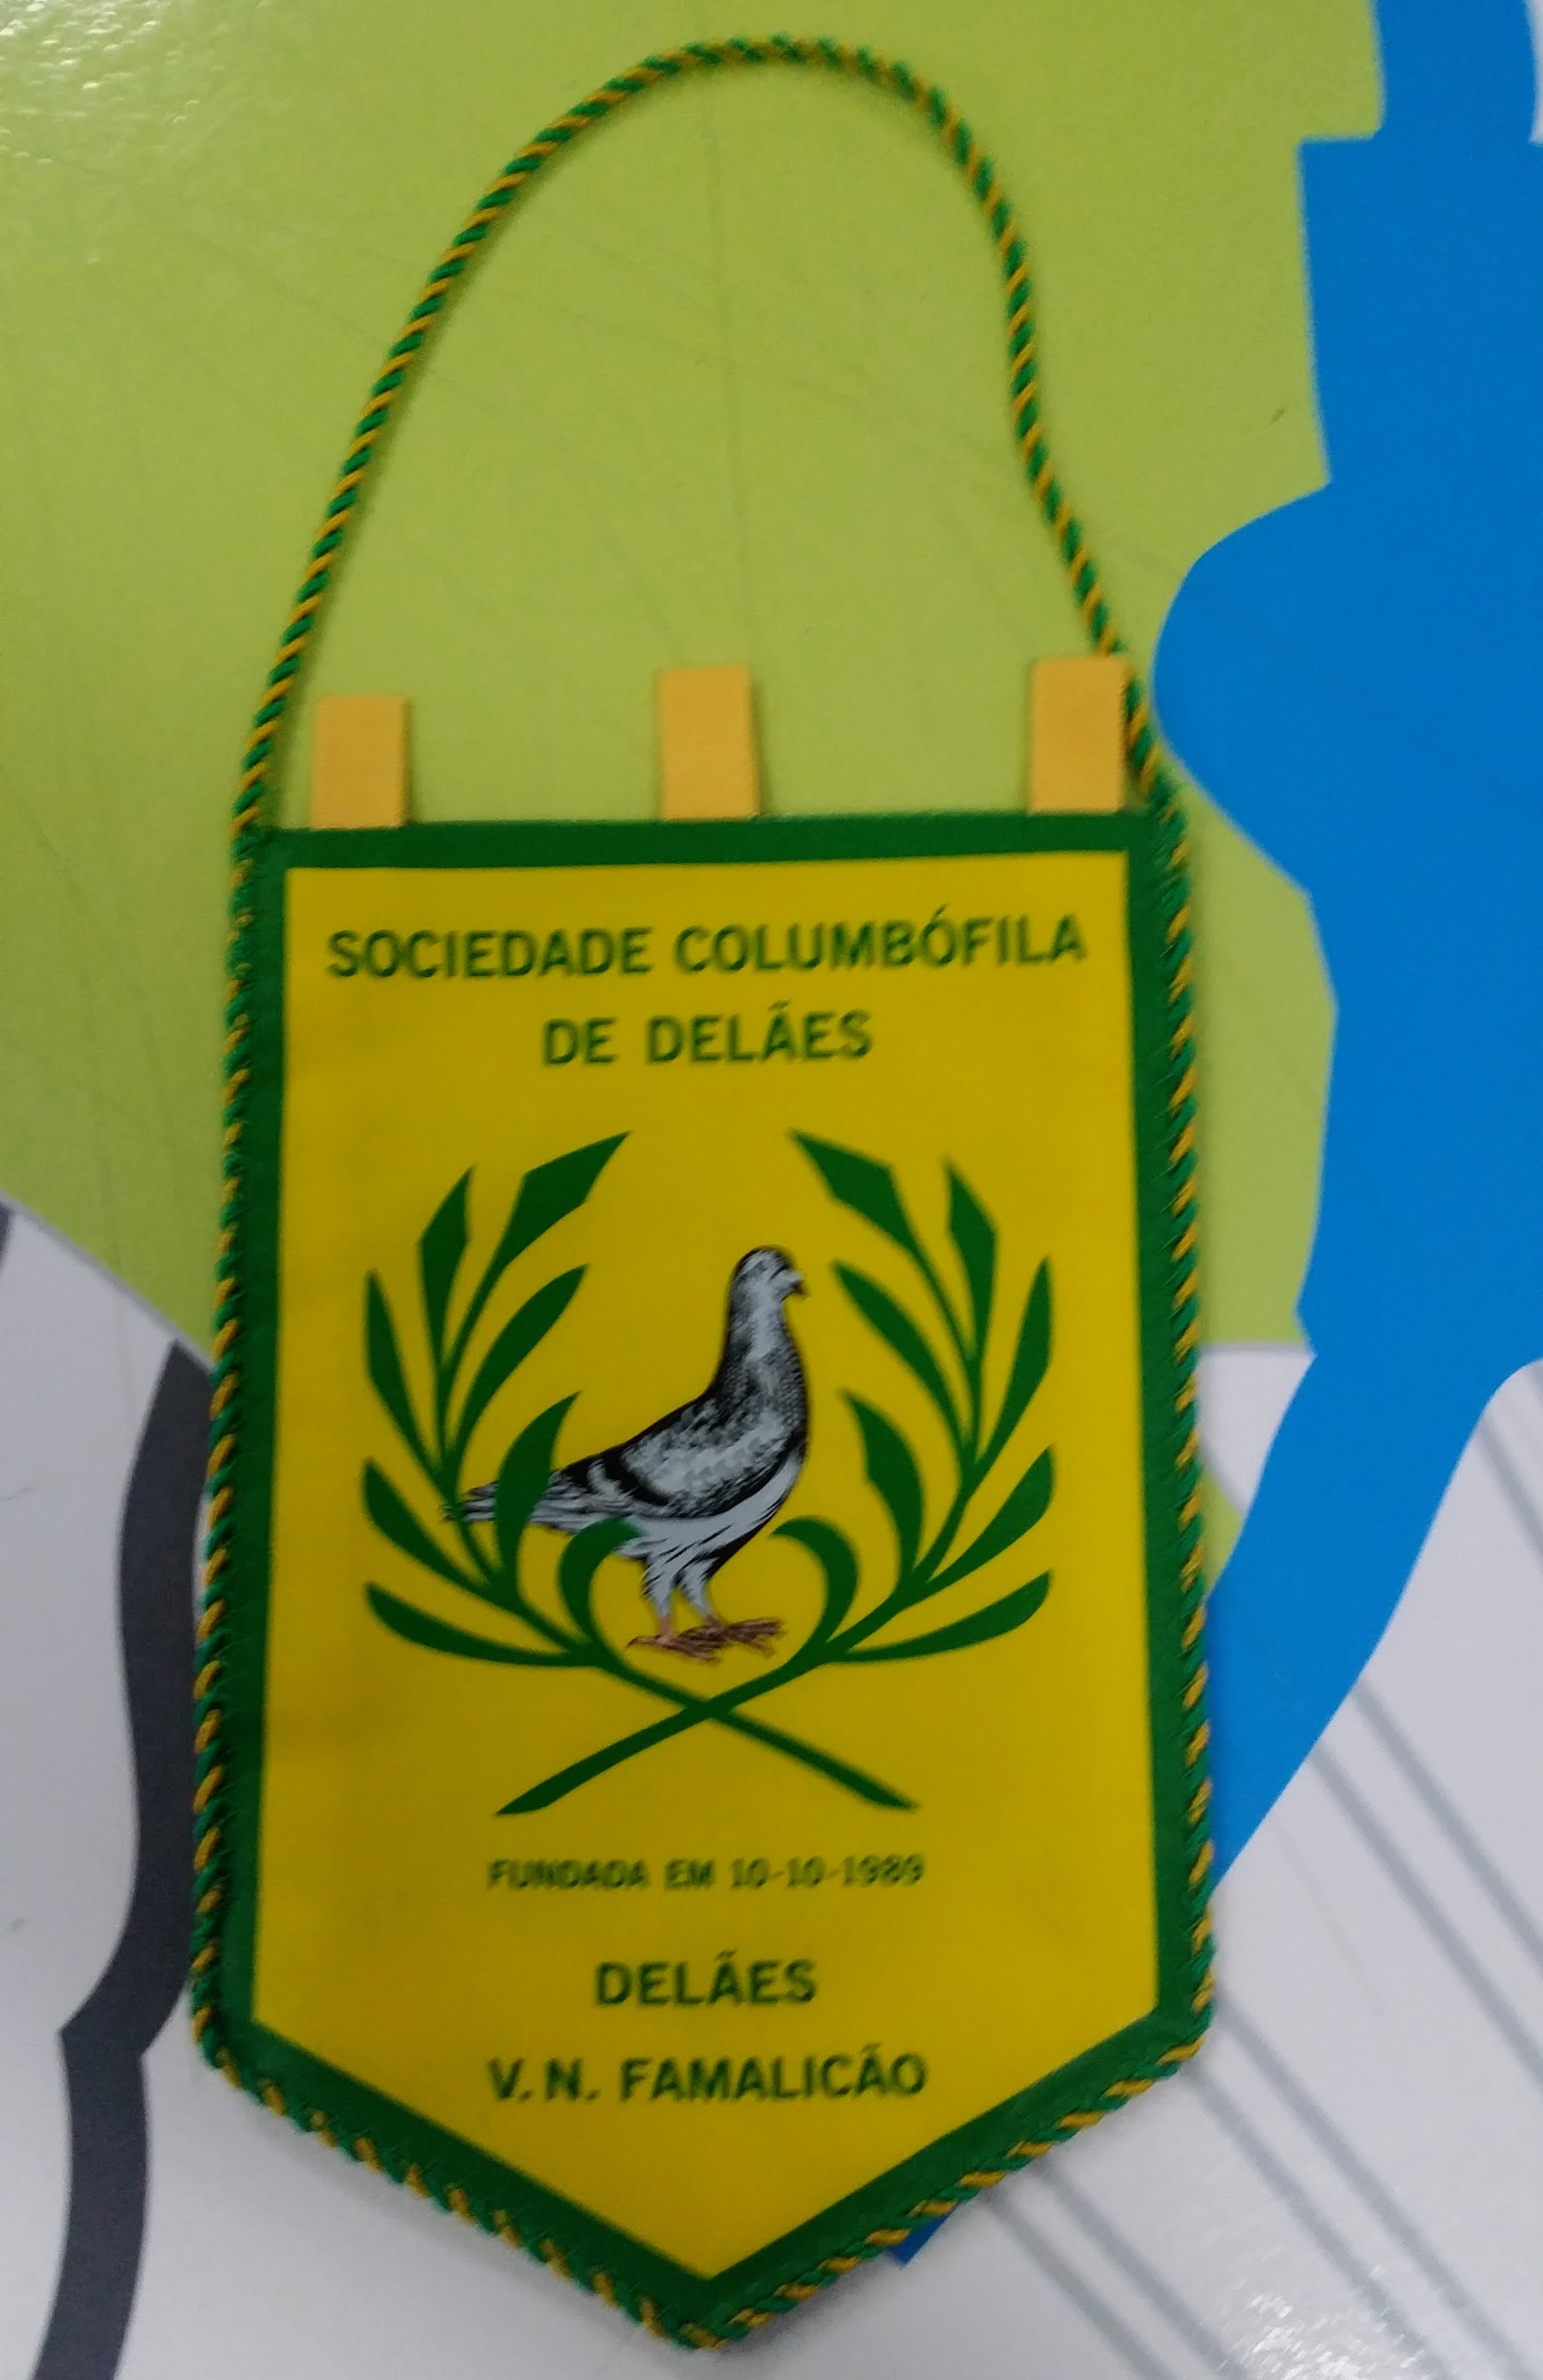 SOCIEDADE COLUMBÓFILA
DE DELÃES
FUNDADA EM 10-10-1989
DELÃES
V. N. FAMALICÃO